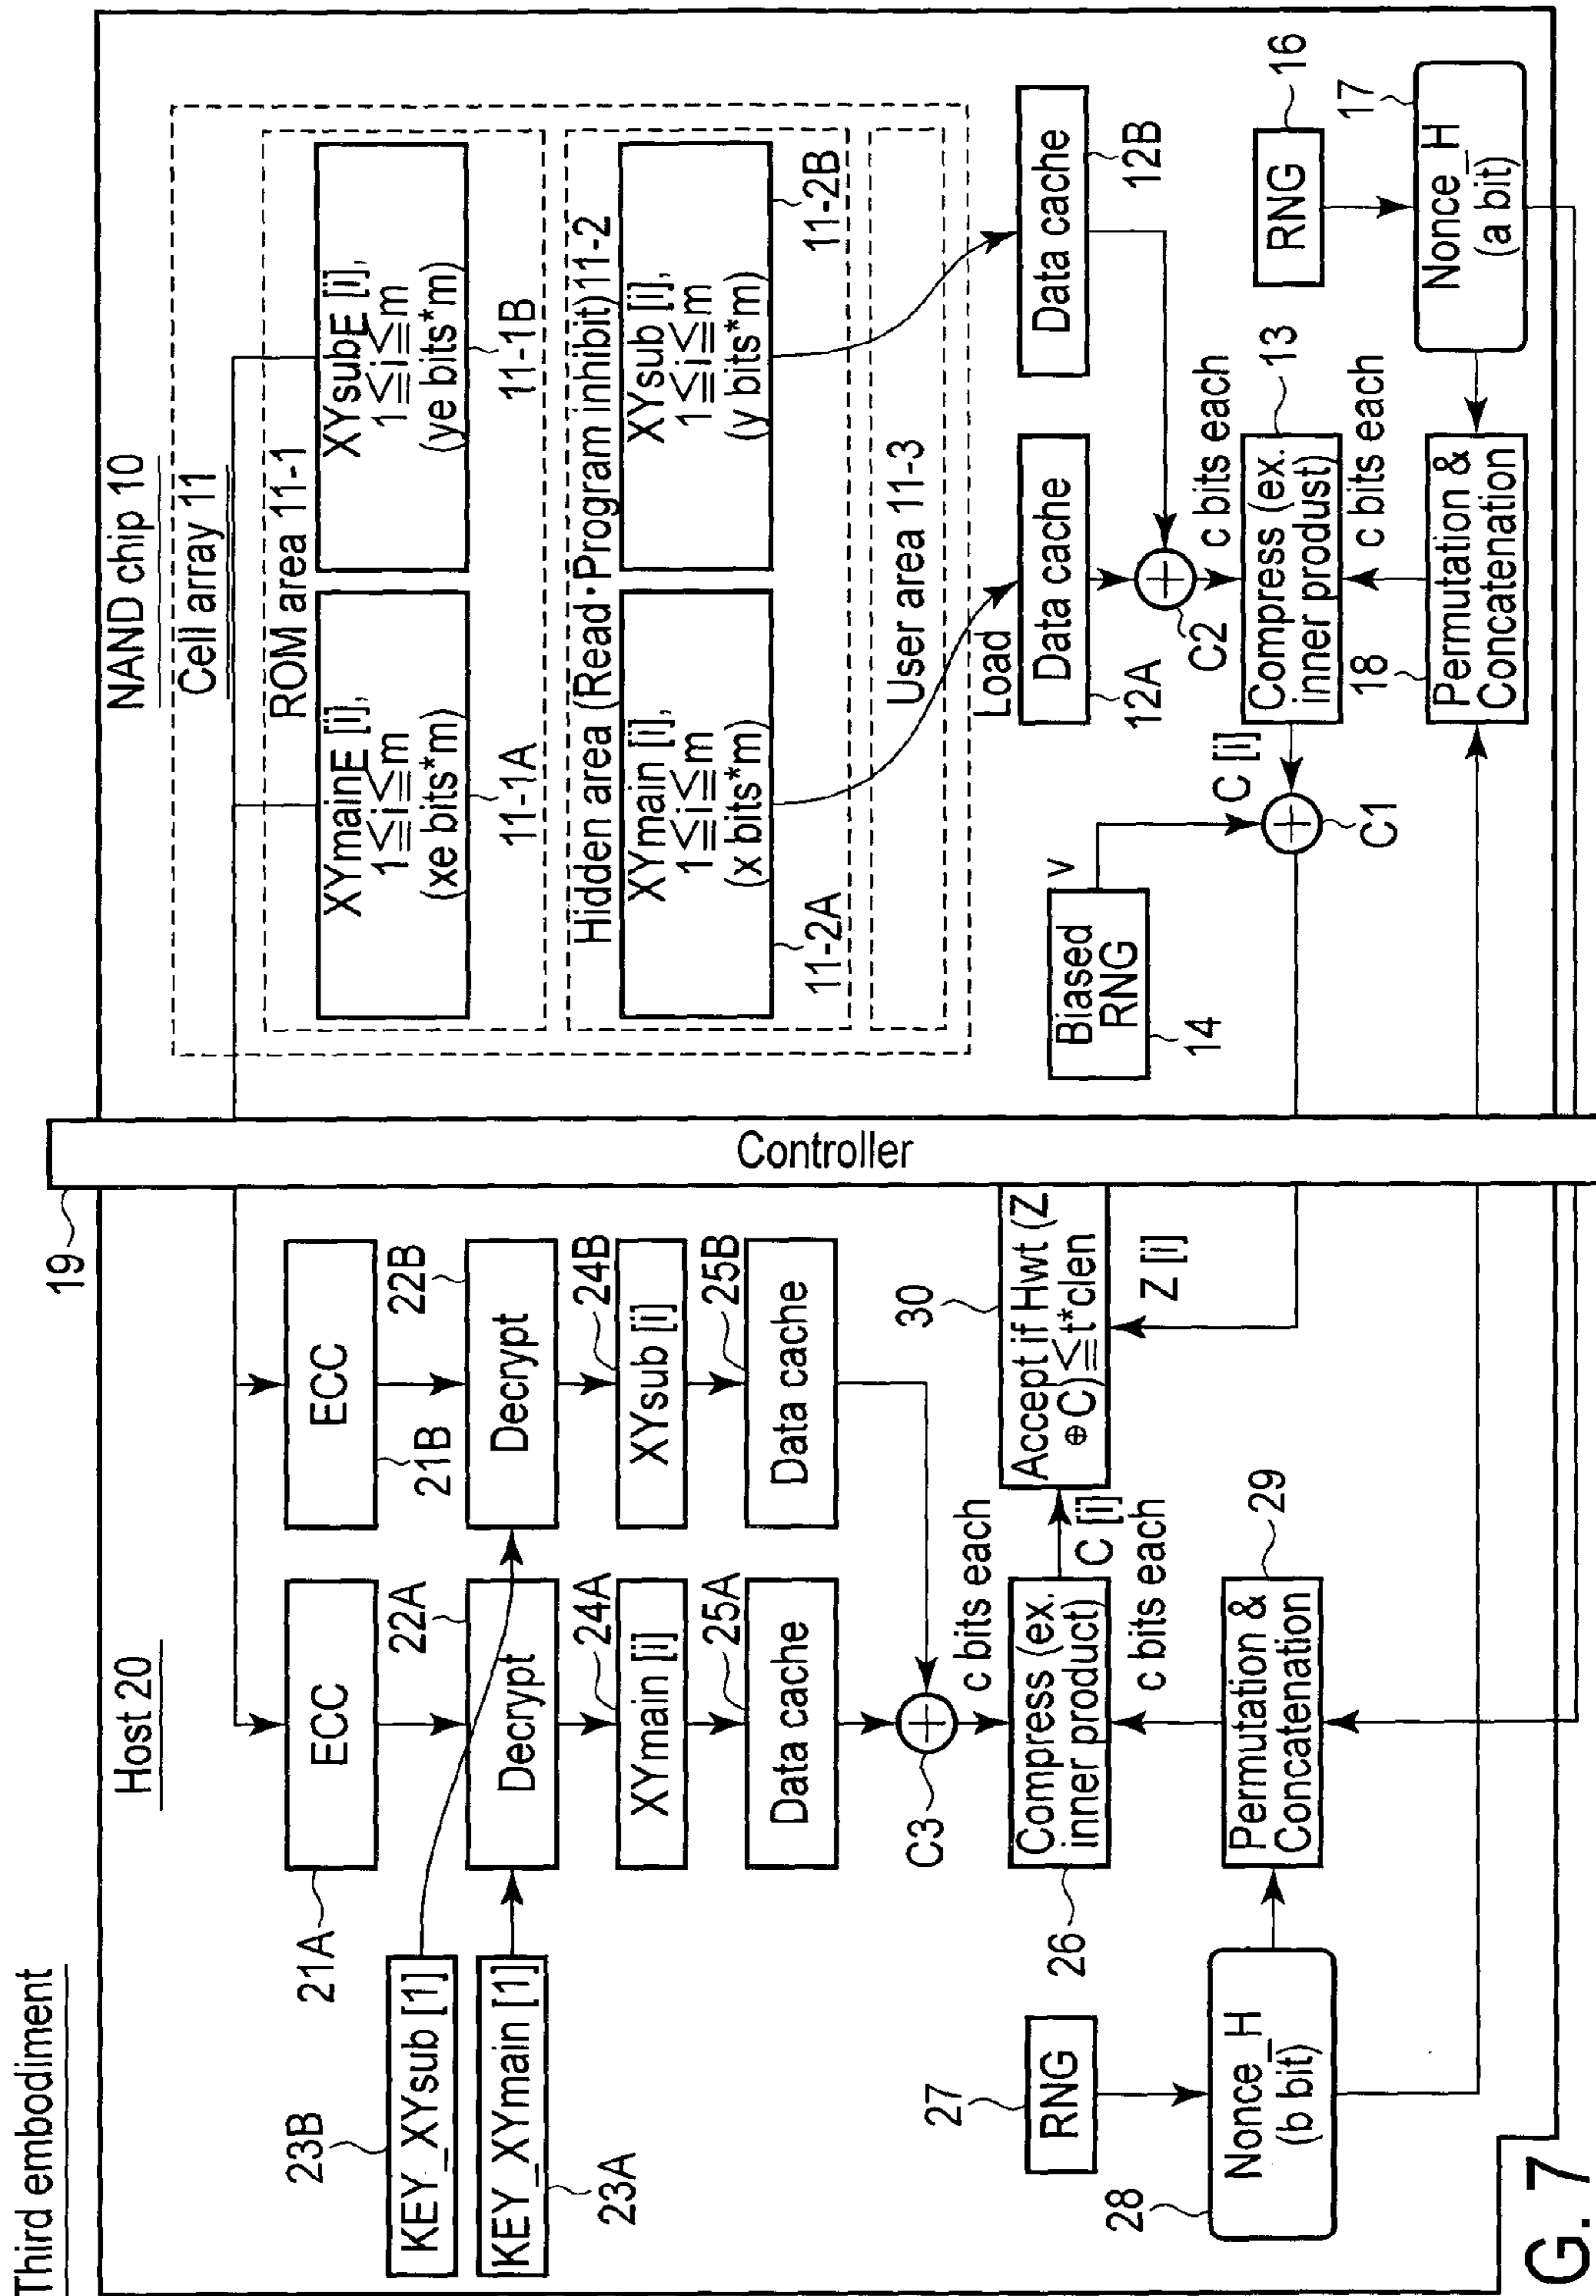 Third embodiment
Host 20
23B
KEY_XYsub [1]
KEY_XYmain [1]
23A
21A
ECC
21B
ECC
22A
Decrypt
22B
Decrypt
24A
XYmain [i]
24B
XYsub [i]
25A
Data cache
25B
Data cache
C3
c bits each
26
Compress (ex.
inner product)
C [i]
c bits each
30
Accept if Hwt (Z
⊕C)≦t*clen
Z [i]
27
RNG
28
Nonce_H
(b bit)
29
Permutation &
Concatenation
19
Controller
NAND chip 10
Cell array 11
ROM area 11-1
XYmainE [i],
1≦i≦m
(xe bits*m)
11-1A
XYsubE [i],
1≦i≦m
(ye bits*m)
11-1B
Hidden area (Read·Program inhibit) 11-2
XYmain [i],
1≦i≦m
(x bits*m)
11-2A
XYsub [i],
1≦i≦m
(y bits*m)
11-2B
User area 11-3
Load
Data cache
12A
Data cache
12B
Biased
RNG
14
v
C2
c bits each
C [i]
C1
Compress (ex.
inner produst)
13
c bits each
18
Permutation &
Concatenation
RNG
16
Nonce_H
(a bit)
17
G. 7